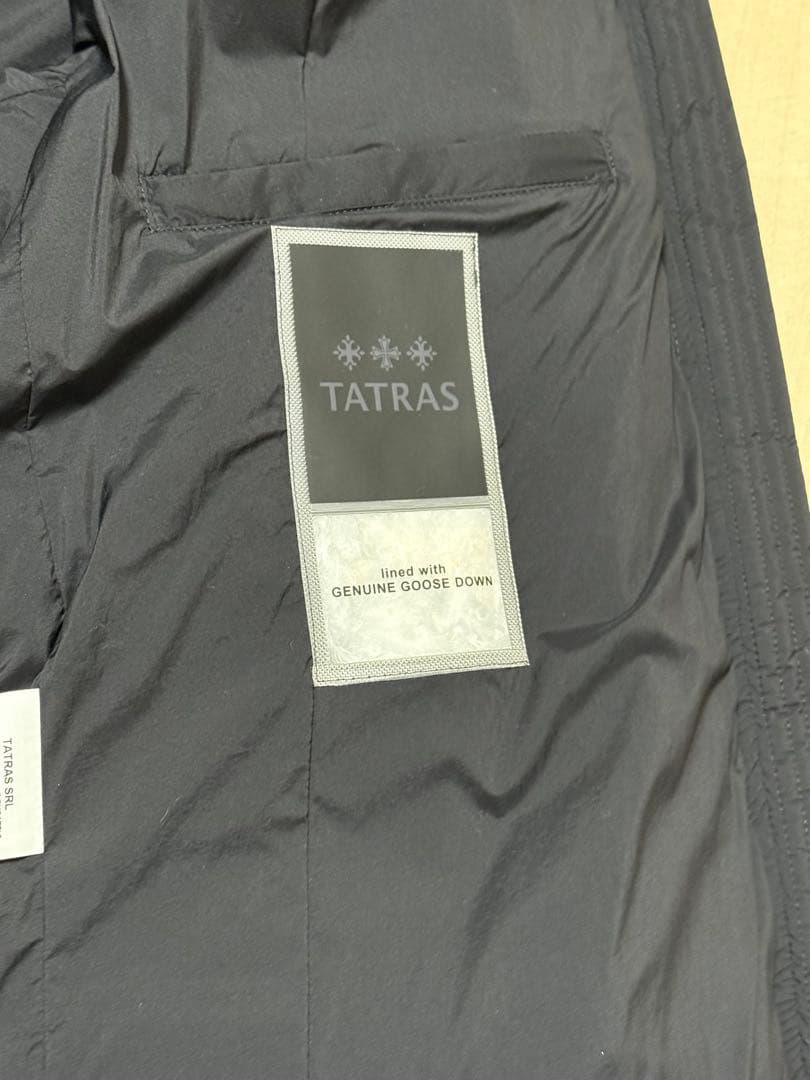 TATRAS
lined with
GENUINE GOOSE DOWN
TATRAS SRL